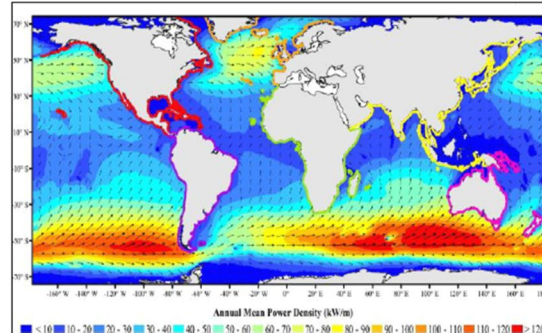 70° N
50° N
30° N
10° N
10° S
30° S
50° S
70° S
160° W 140° W 120° W 100° W 80° W 60° W 40° W 20° W 0° 20° E 40° E 60° E 80° E 100° E 120° E 140° E 160° E
Annual Mean Power Density (kW/m)
< 10 10 - 20 20 - 30 30 - 40 40 - 50 50 - 60 60 - 70 70 - 80 80 - 90 90 - 100 100 - 110 110 - 120